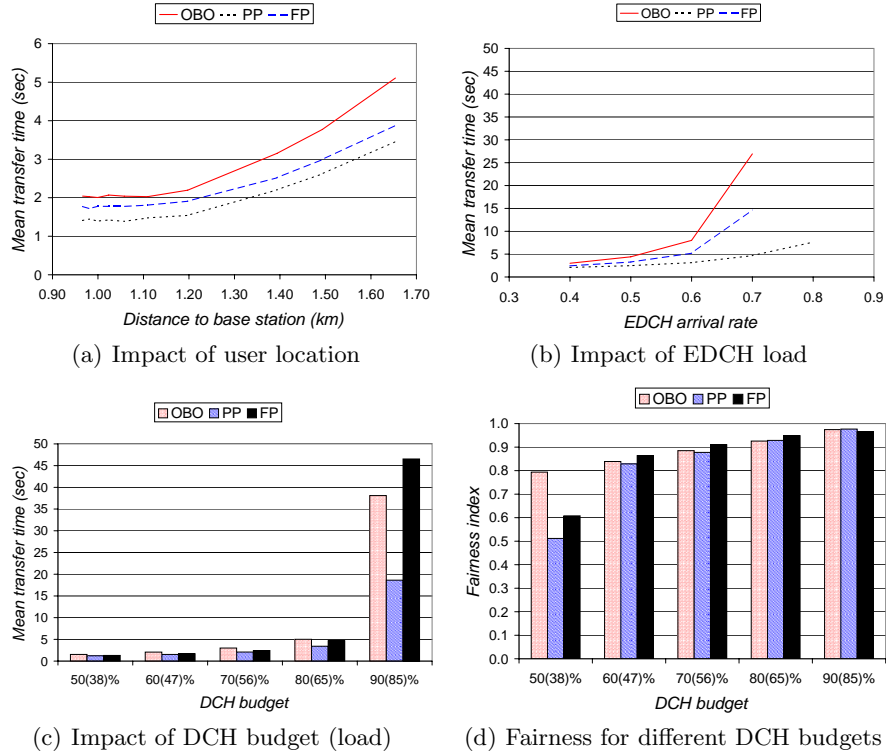 OBO PP FP
Mean transfer time (sec)
6
5
4
3
2
1
0
0.90 1.00 1.10 1.20 1.30 1.40 1.50 1.60 1.70
Distance to base station (km)
(a) Impact of user location
OBO PP FP
Mean transfer time (sec)
50
45
40
35
30
25
20
15
10
5
0
0.3 0.4 0.5 0.6 0.7 0.8 0.9
EDCH arrival rate
(b) Impact of EDCH load
OBO PP FP
Mean transfer time (sec)
50
45
40
35
30
25
20
15
10
5
0
50(38)% 60(47)% 70(56)% 80(65)% 90(85)%
DCH budget
(c) Impact of DCH budget (load)
OBO PP FP
Fairness index
1.0
0.9
0.8
0.7
0.6
0.5
0.4
0.3
0.2
0.1
0.0
50(38)% 60(47)% 70(56)% 80(65)% 90(85)%
DCH budget
(d) Fairness for different DCH budgets